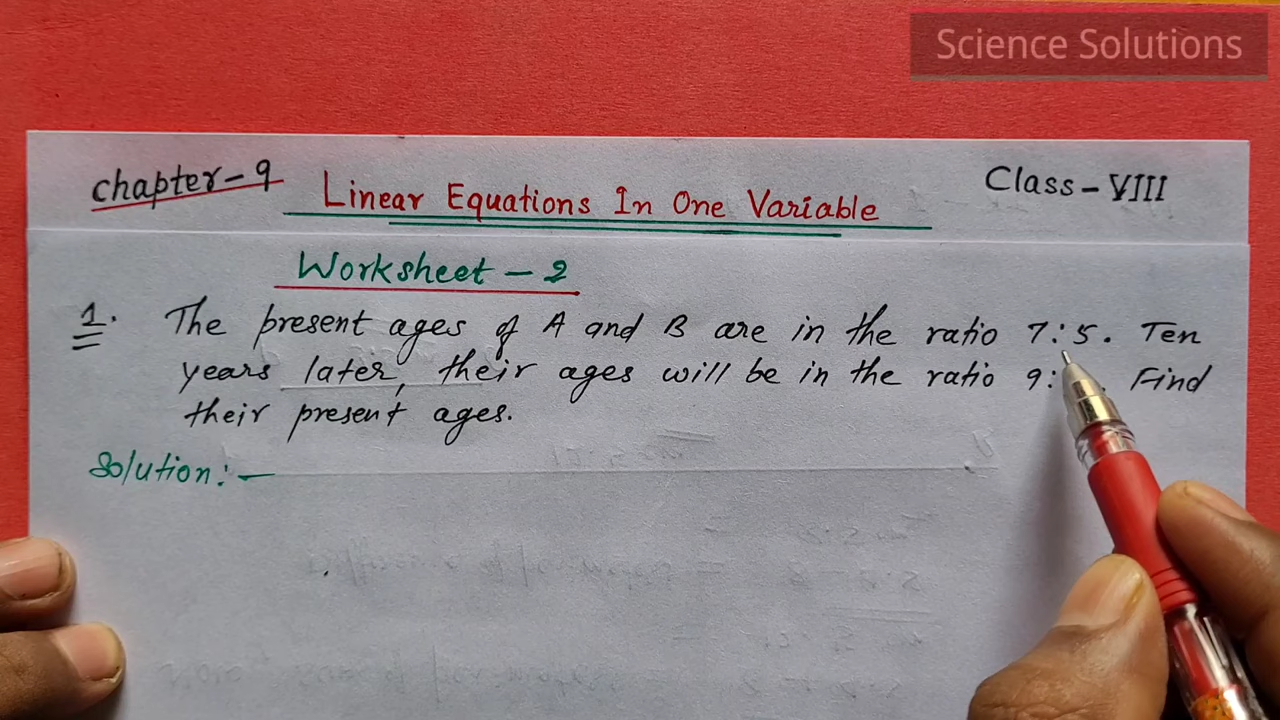 Science Solutions
Chapter-9
Linear Equations In One Variable
Class-VIII
Worksheet-2
1. The present ages of A and B are in the ratio 7:5. Ten
years later, their ages will be in the ratio 9: . Find
their present ages.
Solution:-